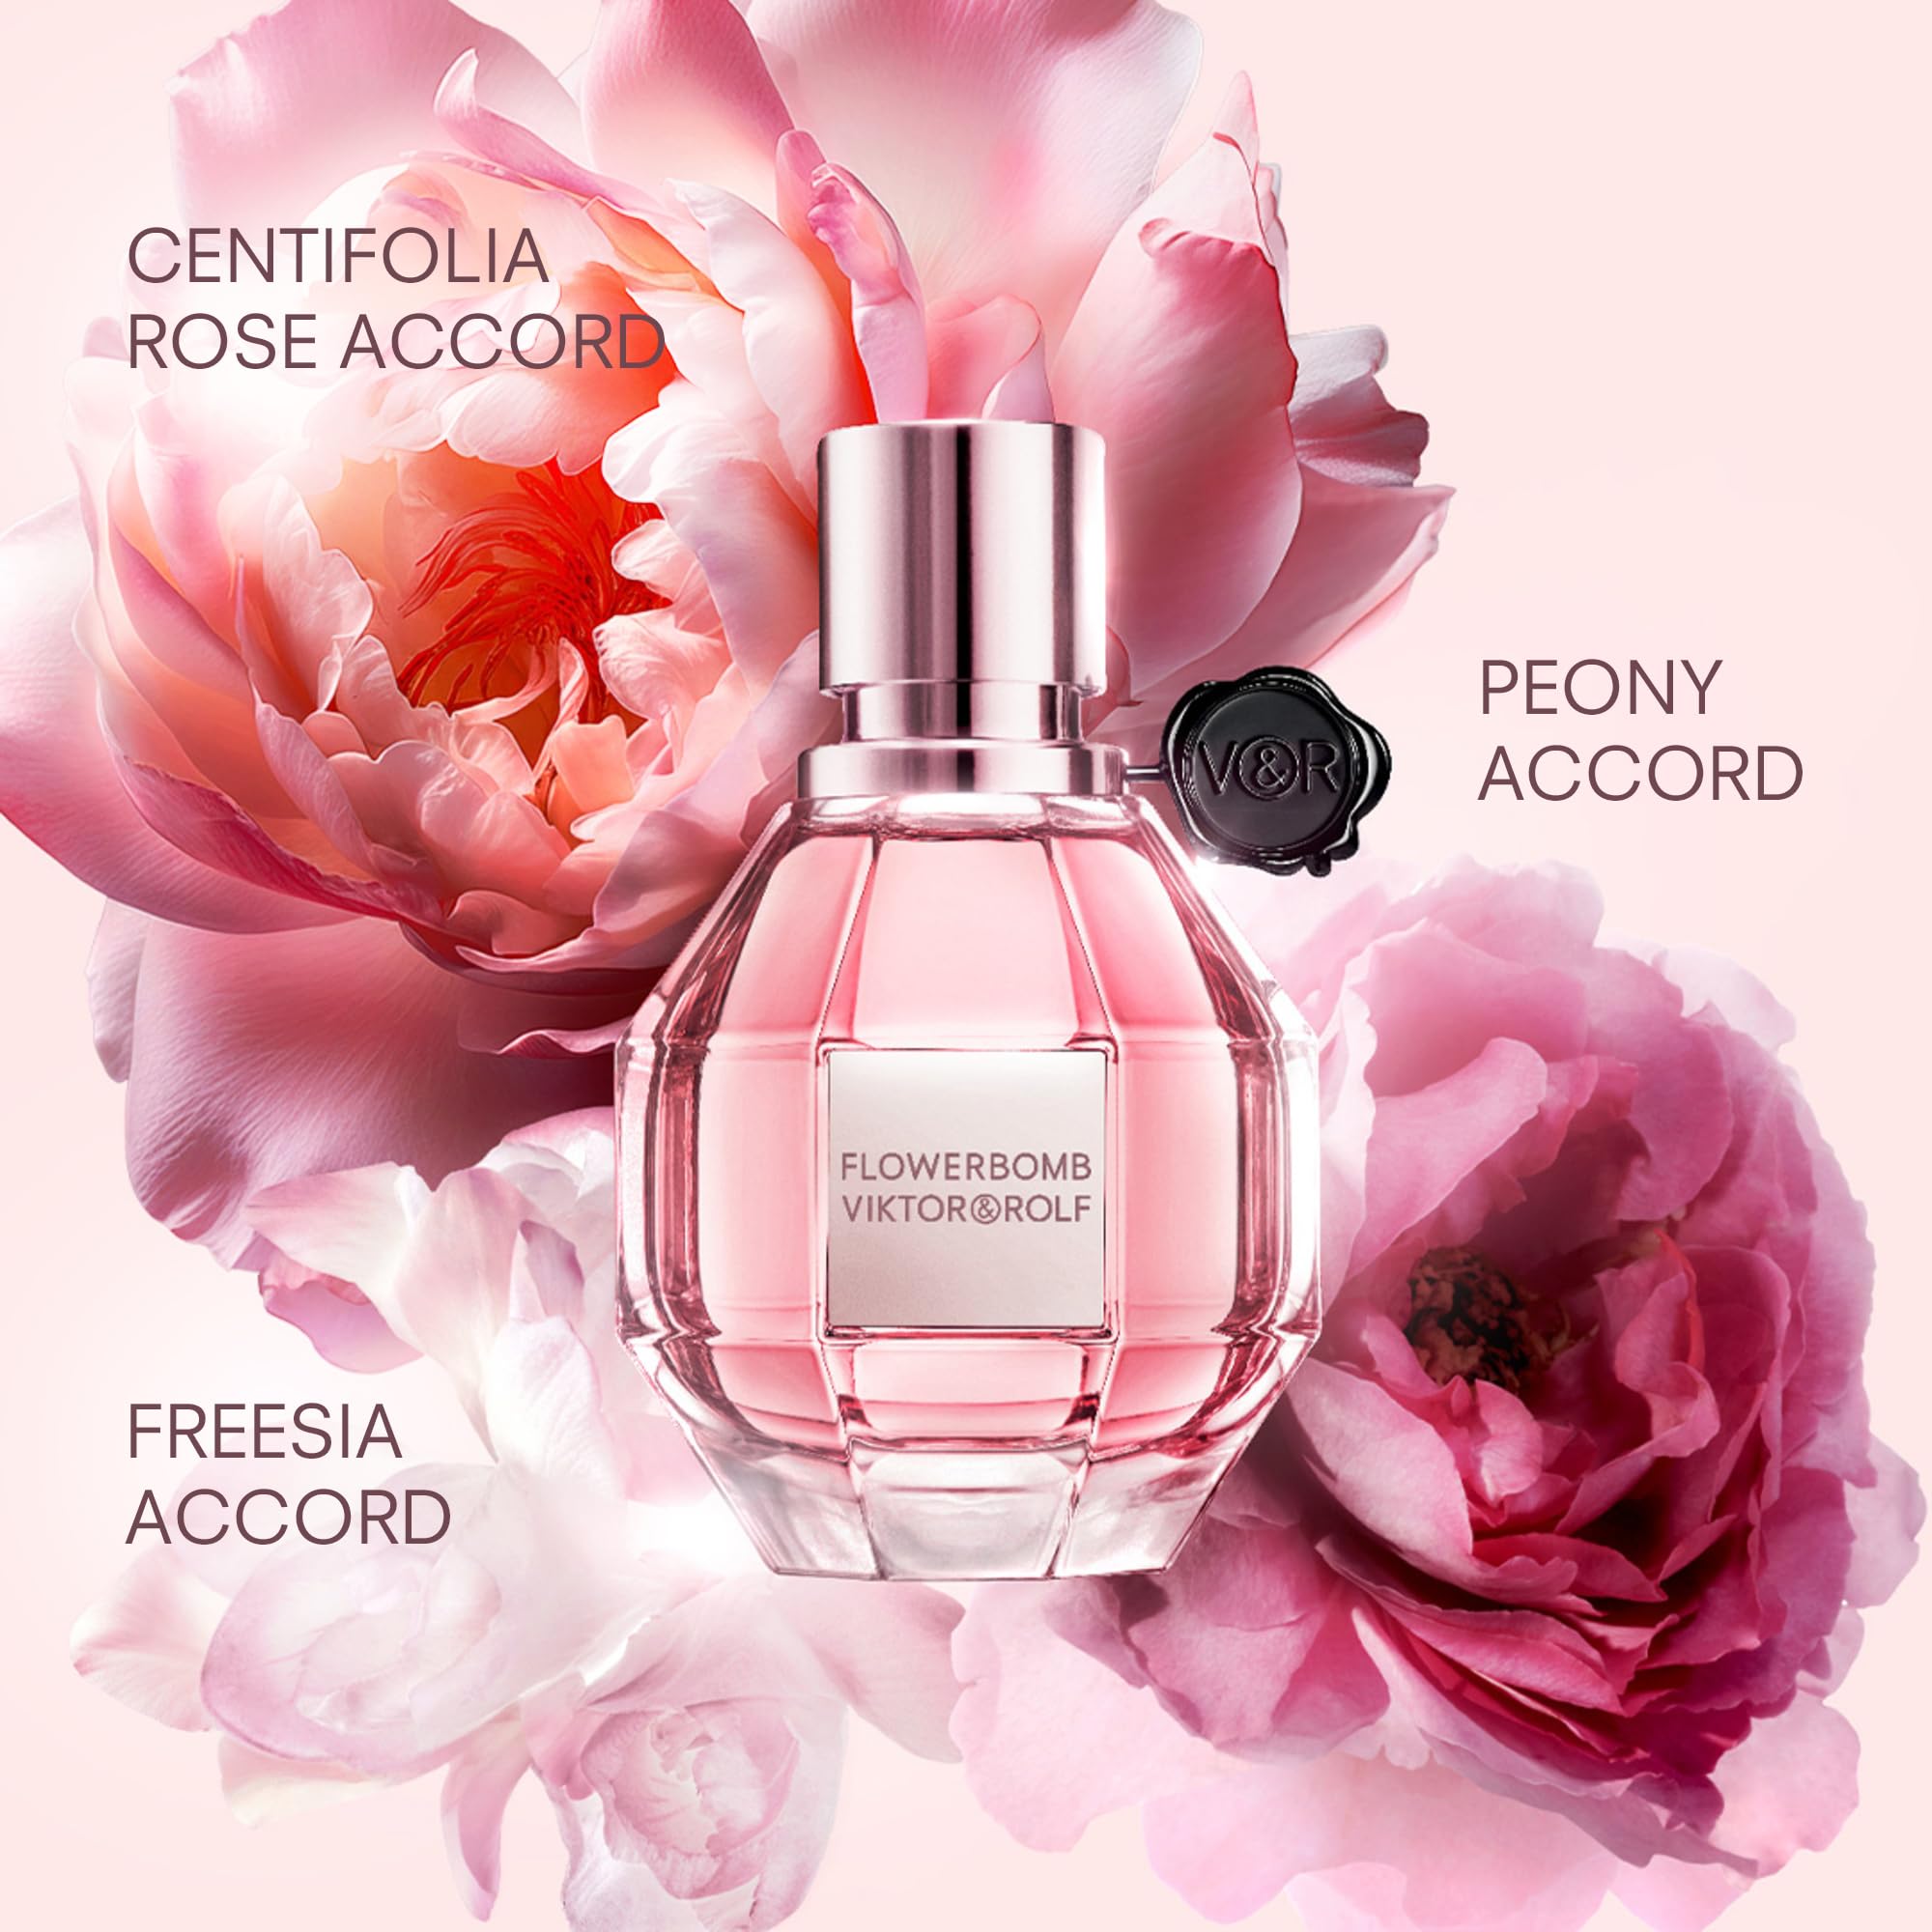 CENTIFOLIA
ROSE ACCORD
PEONY
ACCORD
V&R
FLOWERBOMB
VIKTOR&ROLF
FREESIA
ACCORD